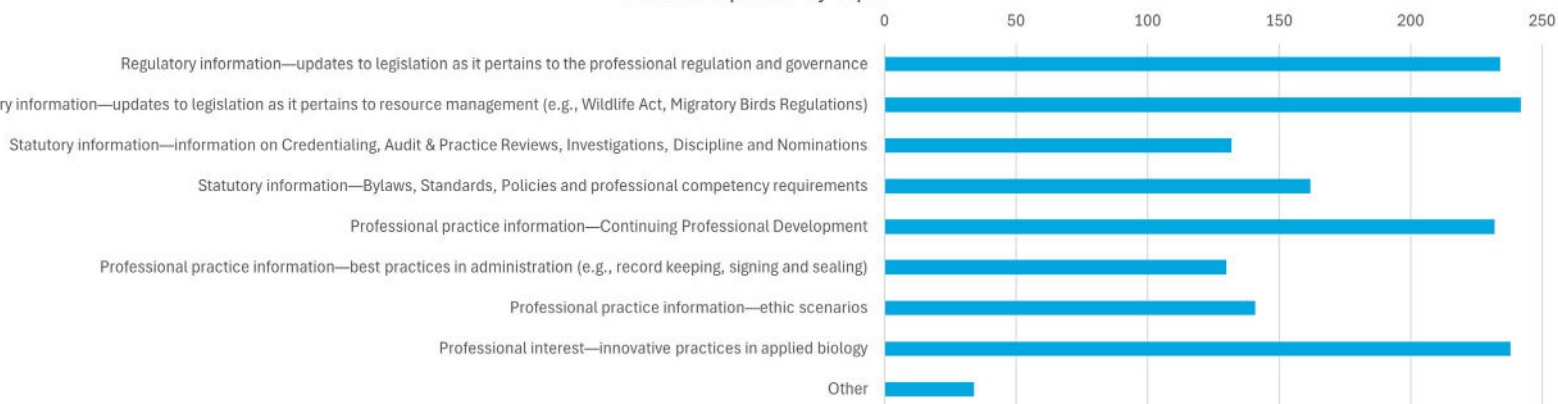 0 50 100 150 200 250
Regulatory information—updates to legislation as it pertains to the professional regulation and governance
information—updates to legislation as it pertains to resource management (e.g., Wildlife Act, Migratory Birds Regulations)
Statutory information—information on Credentialing, Audit & Practice Reviews, Investigations, Discipline and Nominations
Statutory information—Bylaws, Standards, Policies and professional competency requirements
Professional practice information—Continuing Professional Development
Professional practice information—best practices in administration (e.g., record keeping, signing and sealing)
Professional practice information—ethic scenarios
Professional interest—innovative practices in applied biology
Other